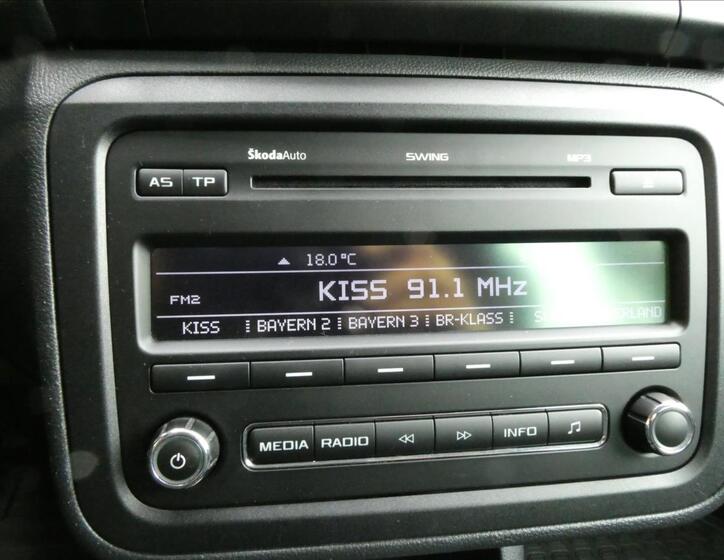 ŠkodaAuto SWING MP3
AS TP
18.0 °C
FM2 KISS 91.1 MHz
KISS BAYERN 2 BAYERN 3 BR-KLASS
MEDIA RADIO INFO